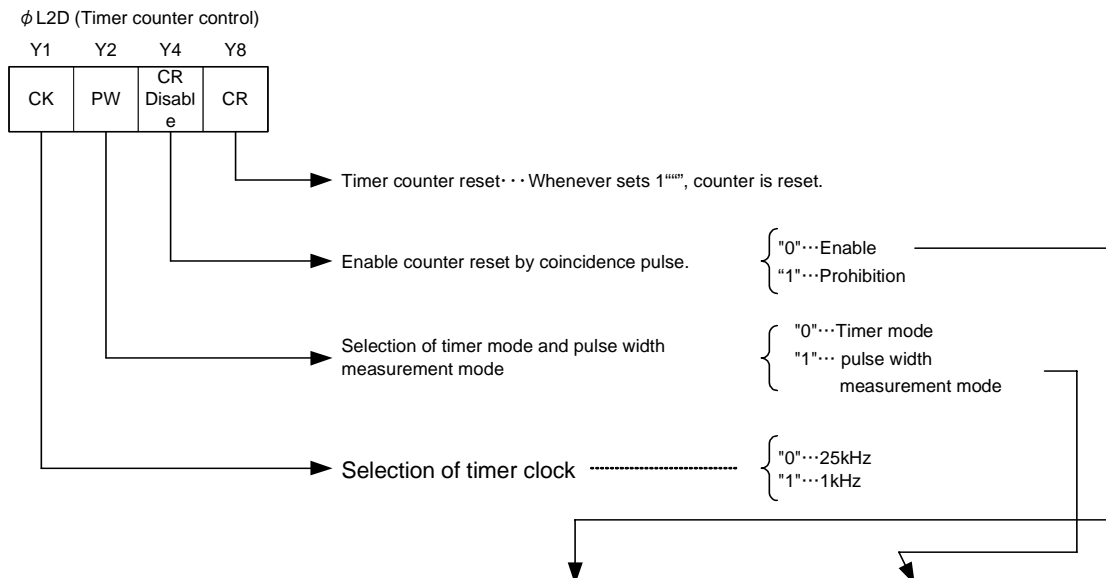 ϕL2D (Timer counter control)
Y1 Y2 Y4 Y8
CK PW CR Disabl e CR
Timer counter reset··· Whenever sets 1““”, counter is reset.
Enable counter reset by coincidence pulse.
"0"···Enable
“1"···Prohibition
Selection of timer mode and pulse width
measurement mode
"0"···Timer mode
"1"··· pulse width
measurement mode
Selection of timer clock
"0"···25kHz
"1"···1kHz